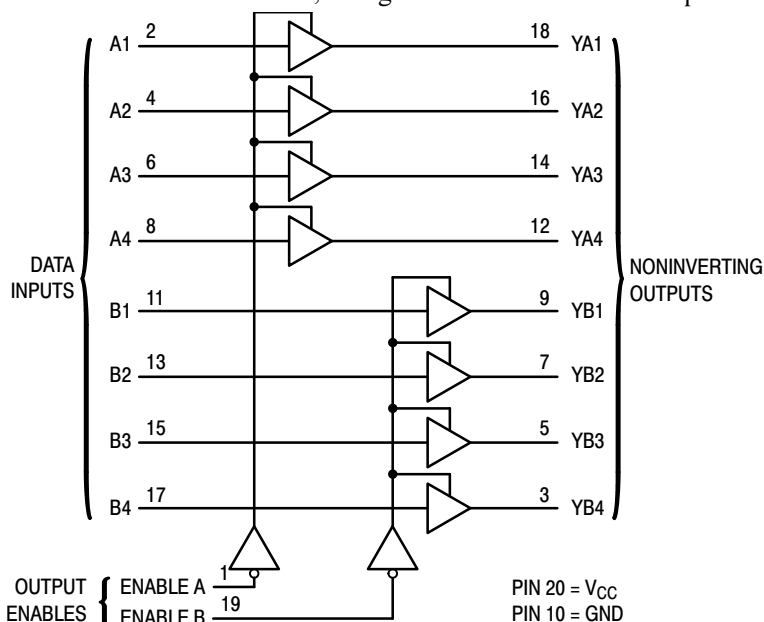 A1 2 18 YA1
A2 4 16 YA2
A3 6 14 YA3
A4 8 12 YA4
DATA
INPUTS
NONINVERTING
OUTPUTS
B1 11 9 YB1
B2 13 7 YB2
B3 15 5 YB3
B4 17 3 YB4
OUTPUT
ENABLES
ENABLE A 1
ENABLE B 19
PIN 20 = VCC
PIN 10 = GND